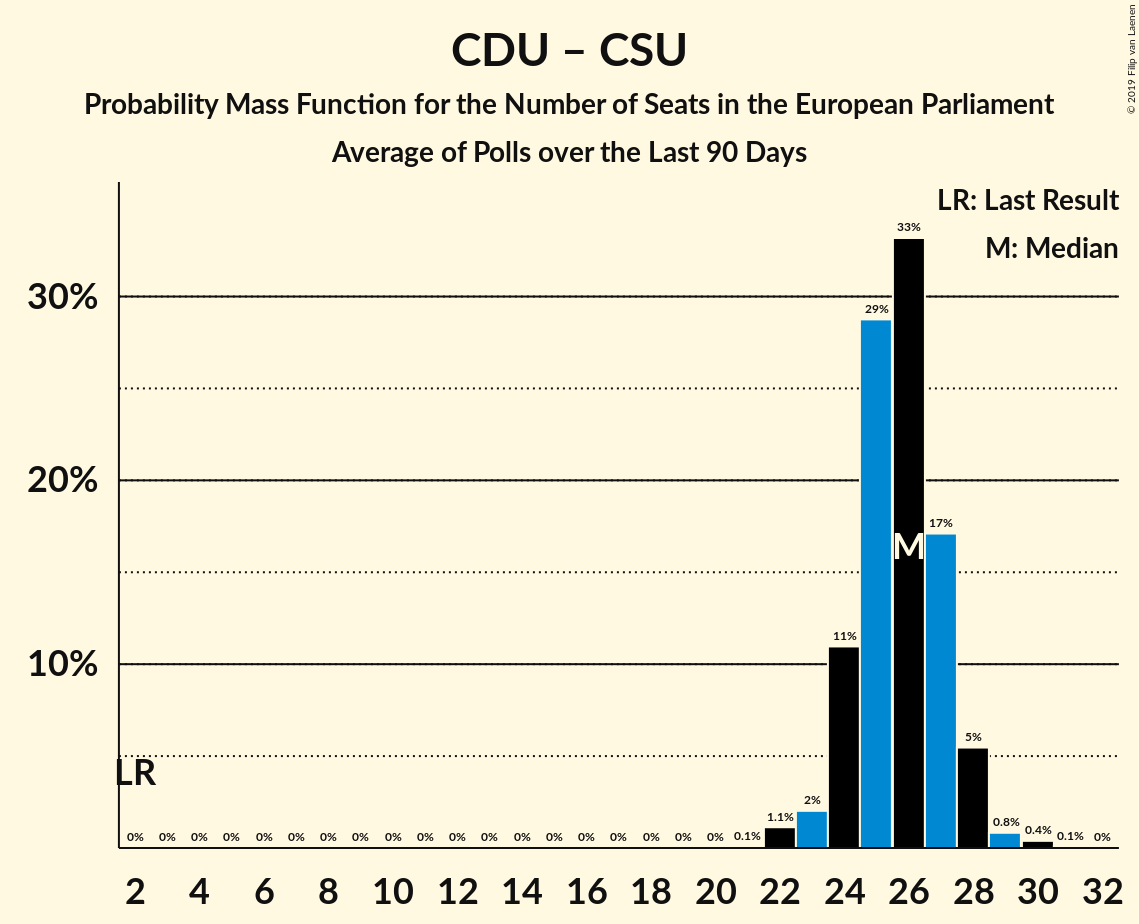 CDU – CSU
Probability Mass Function for the Number of Seats in the European Parliament
Average of Polls over the Last 90 Days
© 2019 Filip van Laenen
LR: Last Result
M: Median
30%
20%
10%
LR
M
0% 0% 0% 0% 0% 0% 0% 0% 0% 0% 0% 0% 0% 0% 0% 0% 0% 0% 0% 0.1% 1.1% 2% 11% 29% 33% 17% 5% 0.8% 0.4% 0.1% 0%
2 4 6 8 10 12 14 16 18 20 22 24 26 28 30 32